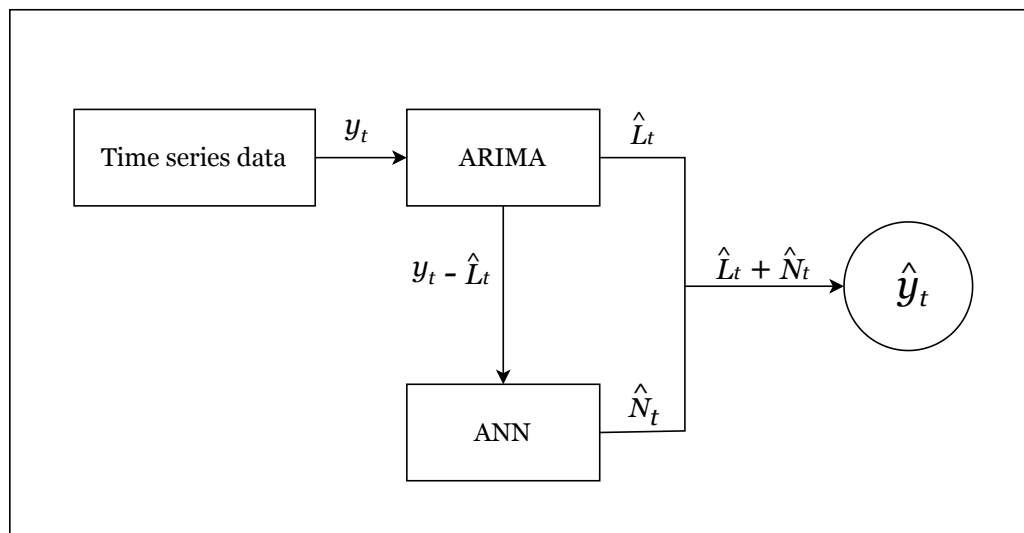 y_t
L̂_t
Time series data
ARIMA
y_t - L̂_t
L̂_t + N̂_t
ŷ_t
N̂_t
ANN